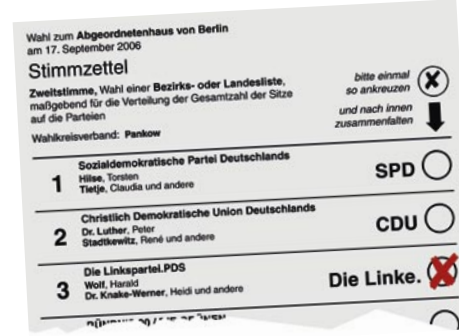 Wahl zum Abgeordnetenhaus von Berlin
am 17. September 2006
Stimmzettel
Zweitstimme, Wahl einer Bezirks- oder Landesliste,
maßgebend für die Verteilung der Gesamtzahl der Sitze
auf die Parteien
Wahlkreisverband: Pankow
bitte einmal
so ankreuzen
und nach innen
zusammenfalten
1
Sozialdemokratische Partei Deutschlands
Hilse, Torsten
Tietje, Claudia und andere
SPD
2
Christlich Demokratische Union Deutschlands
Dr. Luther, Peter
Stadtkewitz, René und andere
CDU
3
Die Linkspartei.PDS
Wolf, Harald
Dr. Knake-Werner, Heidi und andere
Die Linke.